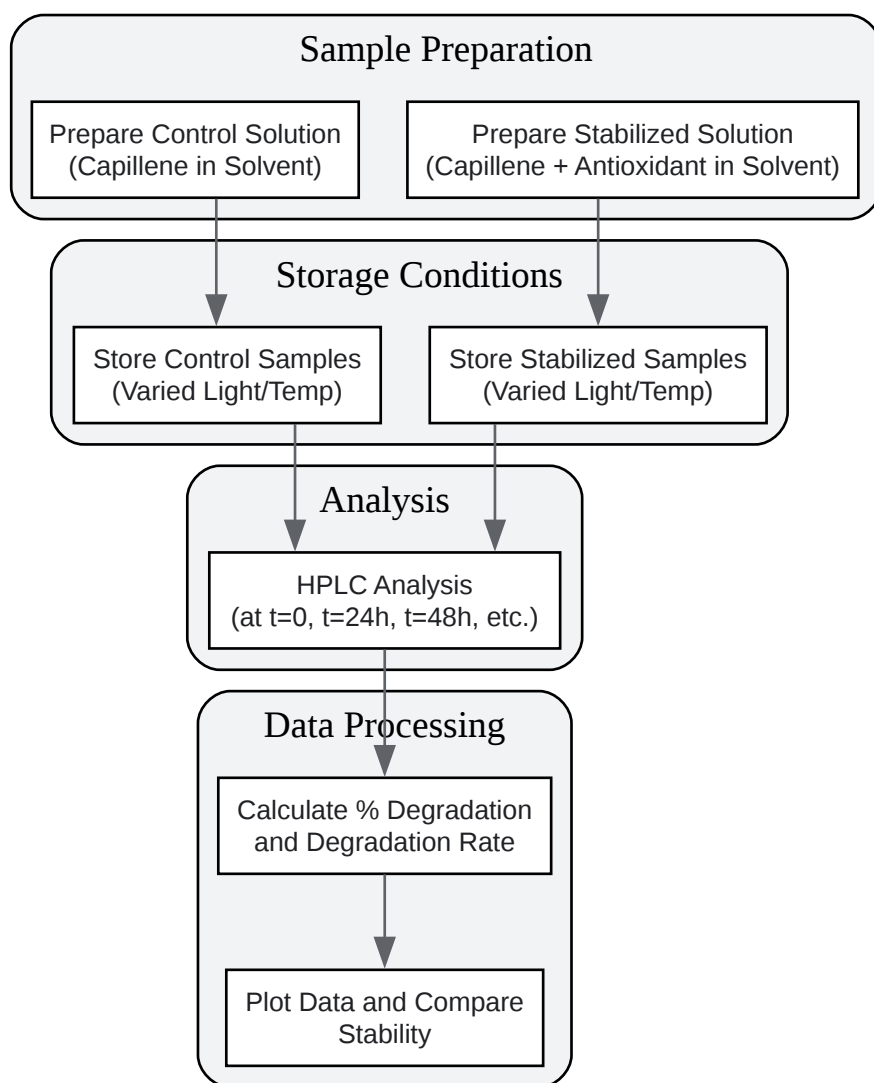 Sample Preparation
Prepare Control Solution
(Capillene in Solvent)
Prepare Stabilized Solution
(Capillene + Antioxidant in Solvent)
Storage Conditions
Store Control Samples
(Varied Light/Temp)
Store Stabilized Samples
(Varied Light/Temp)
Analysis
HPLC Analysis
(at t=0, t=24h, t=48h, etc.)
Data Processing
Calculate % Degradation
and Degradation Rate
Plot Data and Compare
Stability